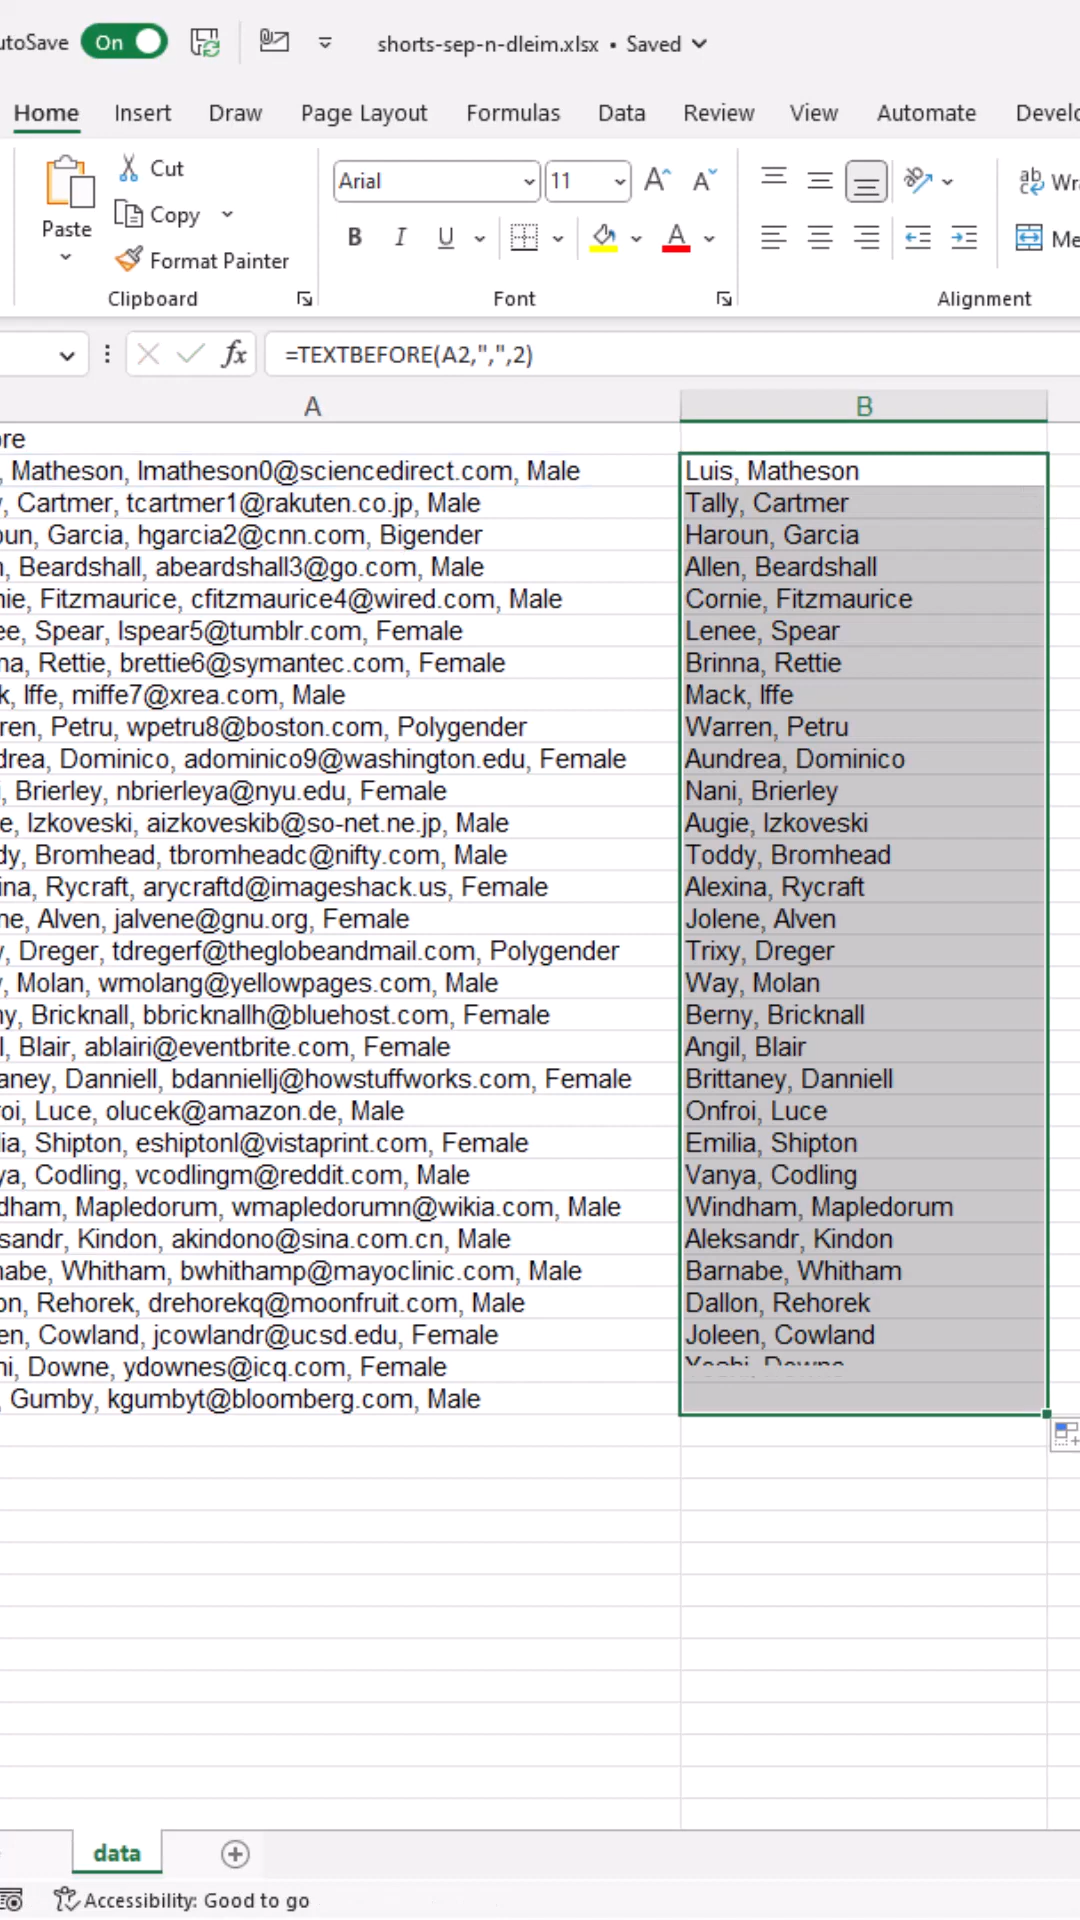 utoSave On shorts-sep-n-dleim.xlsx • Saved
Home Insert Draw Page Layout Formulas Data Review View Automate Develo
Cut
Copy
Format Painter
Paste
Clipboard
Arial 11
B I U A
Font
ab Wra
Me
Alignment
fx =TEXTBEFORE(A2,",",2)
A B
re
, Matheson, lmatheson0@sciencedirect.com, Male Luis, Matheson
, Cartmer, tcartmer1@rakuten.co.jp, Male Tally, Cartmer
un, Garcia, hgarcia2@cnn.com, Bigender Haroun, Garcia
, Beardshall, abeardshall3@go.com, Male Allen, Beardshall
nie, Fitzmaurice, cfitzmaurice4@wired.com, Male Cornie, Fitzmaurice
ee, Spear, lspear5@tumblr.com, Female Lenee, Spear
na, Rettie, brettie6@symantec.com, Female Brinna, Rettie
k, Iffe, miffe7@xrea.com, Male Mack, Iffe
ren, Petru, wpetru8@boston.com, Polygender Warren, Petru
drea, Dominico, adominico9@washington.edu, Female Aundrea, Dominico
, Brierley, nbrierleya@nyu.edu, Female Nani, Brierley
e, Izkoveski, aizkoveskib@so-net.ne.jp, Male Augie, Izkoveski
dy, Bromhead, tbromheadc@nifty.com, Male Toddy, Bromhead
ina, Rycraft, arycraftd@imageshack.us, Female Alexina, Rycraft
ne, Alven, jalvene@gnu.org, Female Jolene, Alven
, Dreger, tdregerf@theglobeandmail.com, Polygender Trixy, Dreger
, Molan, wmolang@yellowpages.com, Male Way, Molan
ny, Bricknall, bbricknallh@bluehost.com, Female Berny, Bricknall
l, Blair, ablairi@eventbrite.com, Female Angil, Blair
aney, Danniell, bdanniellj@howstuffworks.com, Female Brittaney, Danniell
roi, Luce, olucek@amazon.de, Male Onfroi, Luce
lia, Shipton, eshiptonl@vistaprint.com, Female Emilia, Shipton
ya, Codling, vcodlingm@reddit.com, Male Vanya, Codling
dham, Mapledorum, wmapledorumn@wikia.com, Male Windham, Mapledorum
sandr, Kindon, akindono@sina.com.cn, Male Aleksandr, Kindon
nabe, Whitham, bwhithamp@mayoclinic.com, Male Barnabe, Whitham
on, Rehorek, drehorekq@moonfruit.com, Male Dallon, Rehorek
en, Cowland, jcowlandr@ucsd.edu, Female Joleen, Cowland
hi, Downe, ydownes@icq.com, Female
, Gumby, kgumbyt@bloomberg.com, Male
data
Accessibility: Good to go